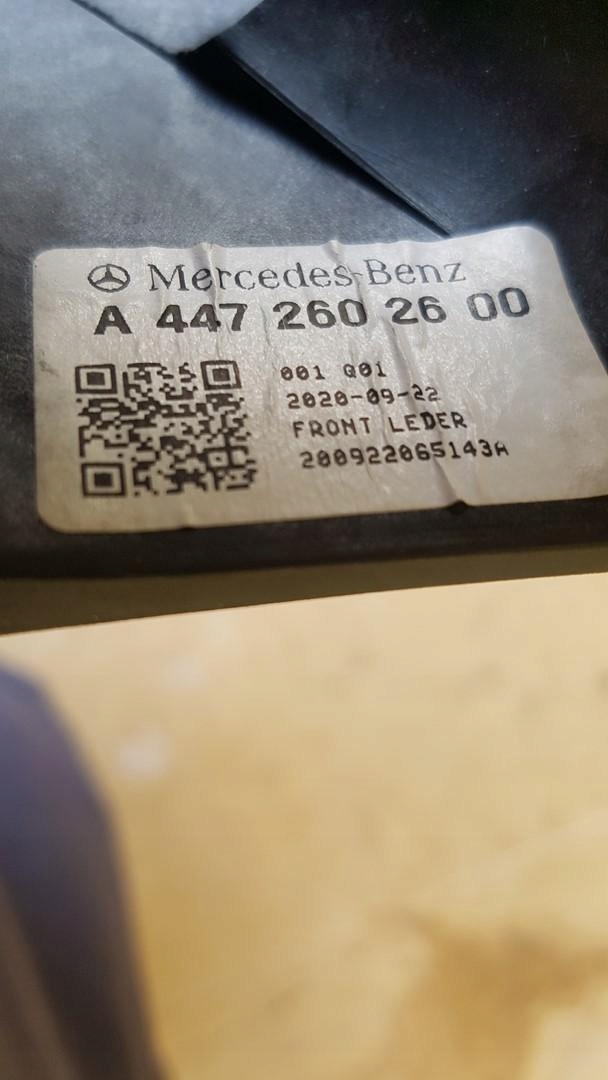 Mercedes-Benz
A 447 260 26 00
001 Q01
2020-09-22
FRONT LEDER
200922065143A